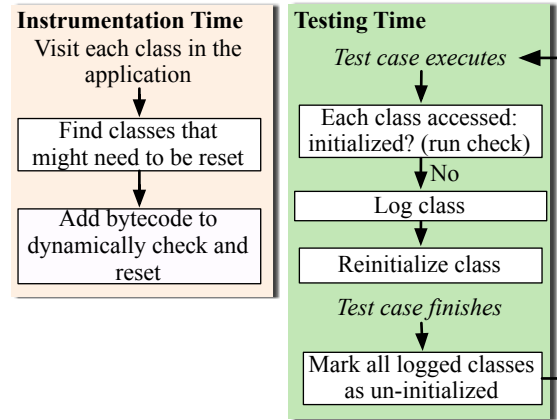 Instrumentation Time
Visit each class in the
application
Find classes that
might need to be reset
Add bytecode to
dynamically check and
reset
Testing Time
Test case executes
Each class accessed:
initialized? (run check)
No
Log class
Reinitialize class
Test case finishes
Mark all logged classes
as un-initialized